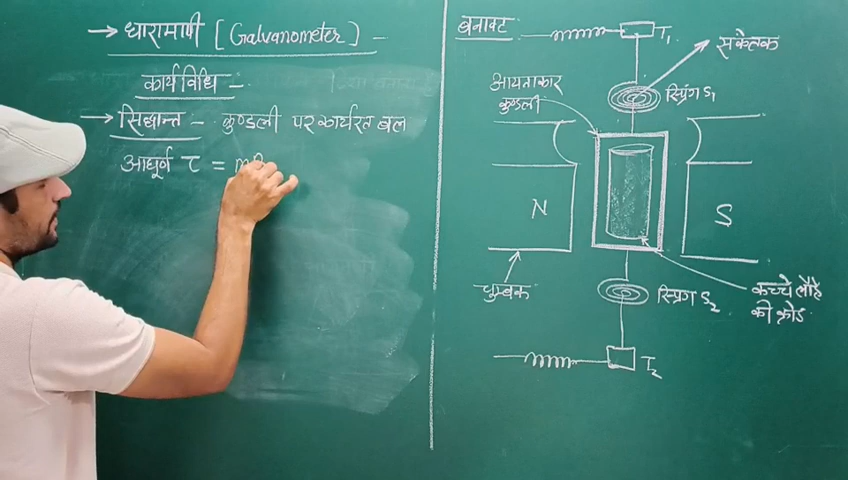 → धारामापी [ Galvanometer ) -
कार्यविधि -
→ सिद्धान्त - कुण्डली पर कार्यरत बल
आघूर्ण τ =
बनावट
T₁
संकेतक
आयताकार
कुण्डली
स्प्रिंग S₁
N
S
चुम्बक
स्प्रिंग S₂
कच्चे लौहे
की क्रोड
T₂